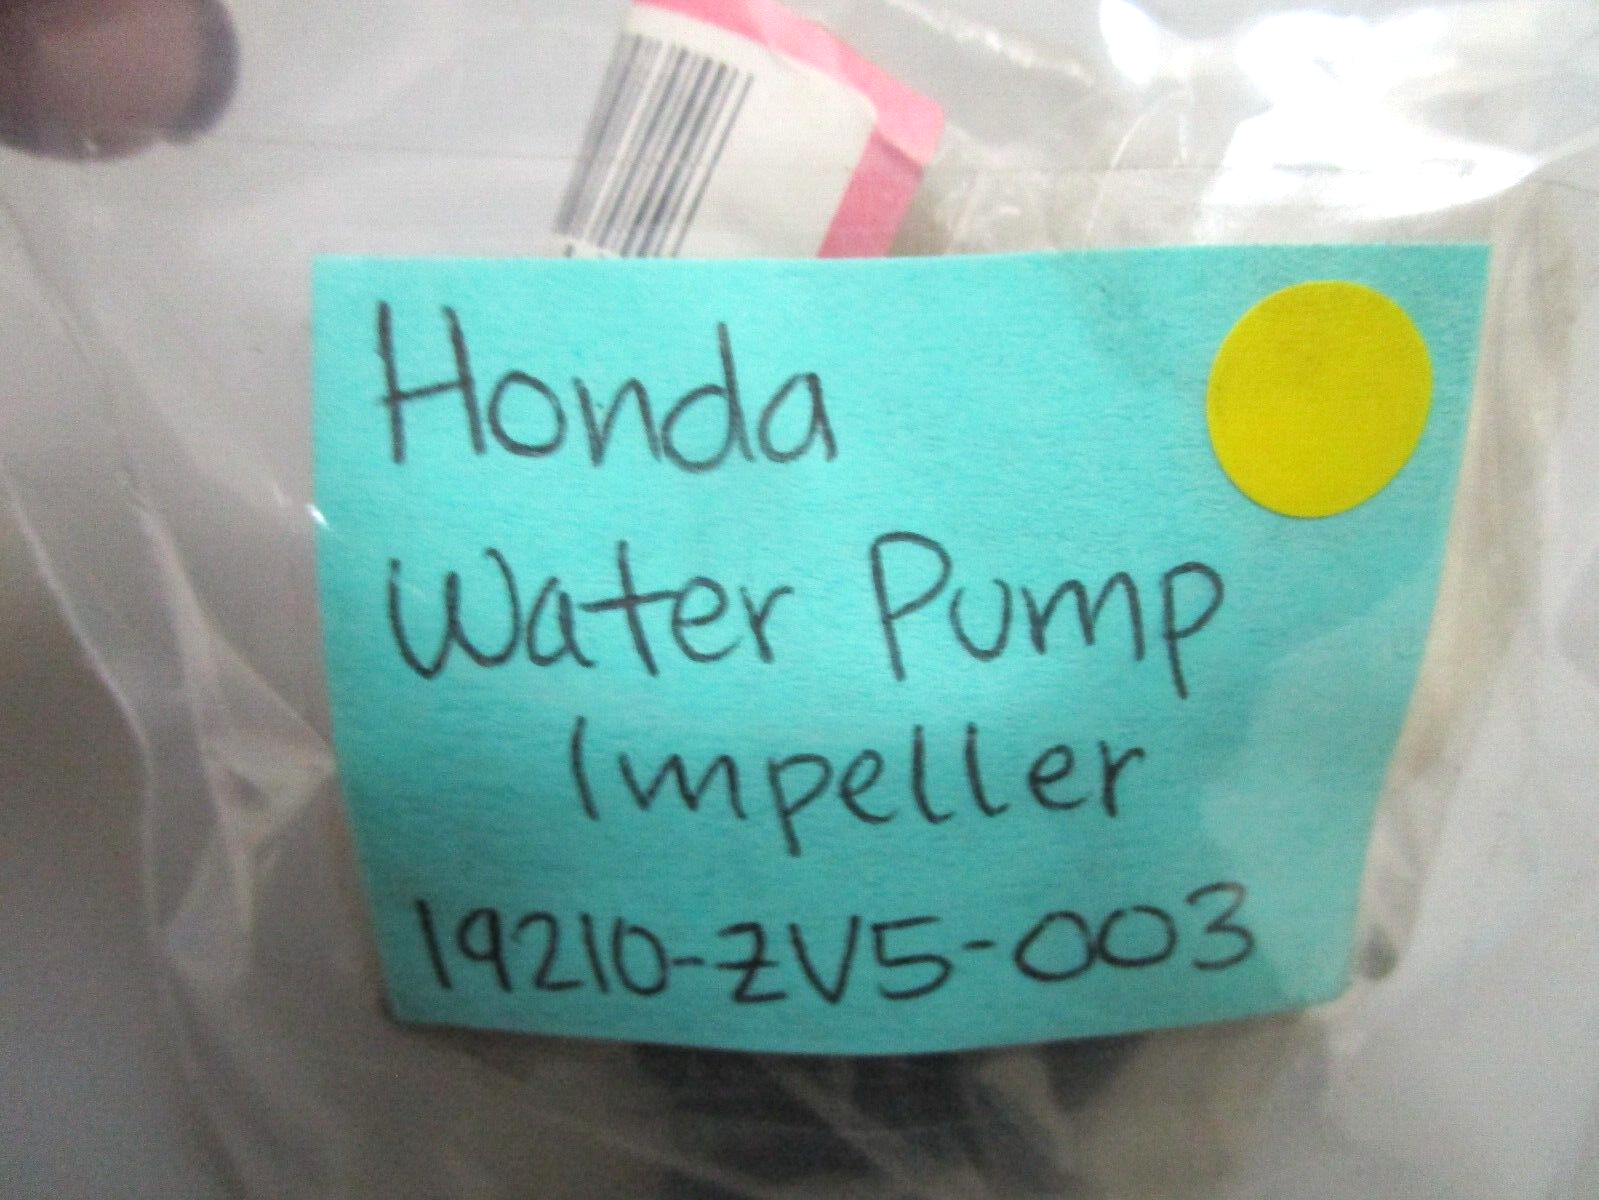 Honda
Water Pump
Impeller
19210-ZV5-003